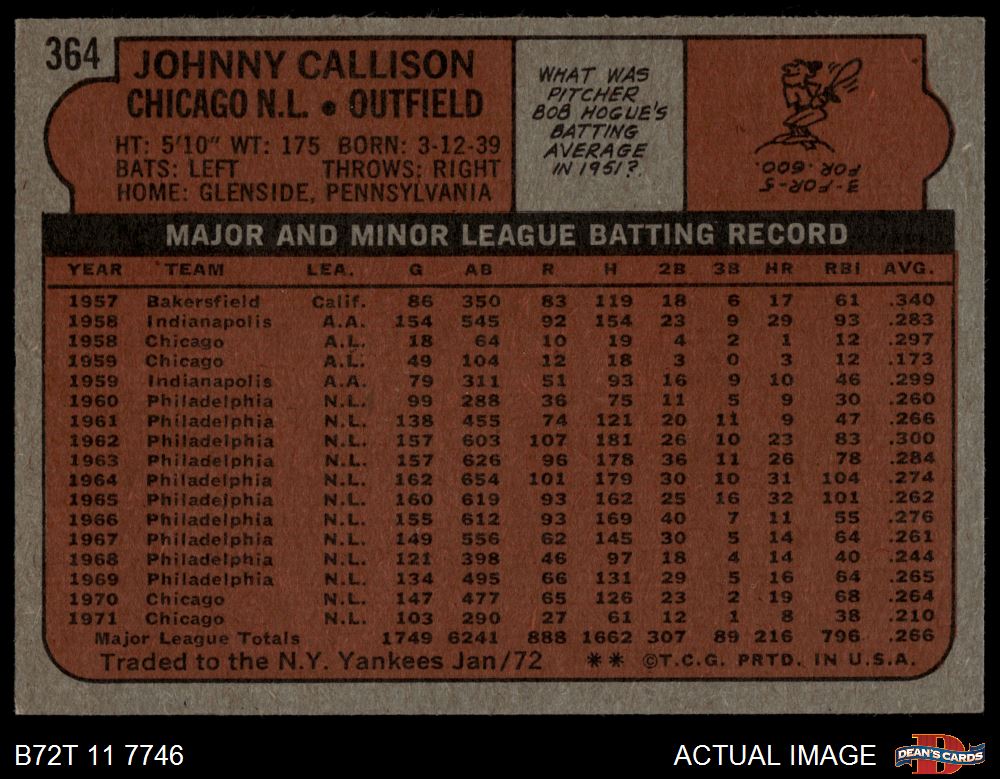 364
JOHNNY CALLISON
CHICAGO N.L. • OUTFIELD
HT: 5'10" WT: 175 BORN: 3-12-39
BATS: LEFT THROWS: RIGHT
HOME: GLENSIDE, PENNSYLVANIA
WHAT WAS
PITCHER
BOB HOGUE'S
BATTING
AVERAGE
IN 1951?
3-FOR-5
FOR .600.
MAJOR AND MINOR LEAGUE BATTING RECORD
YEAR TEAM LEA. G AB R H 2B 3B HR RBI AVG.
1957 Bakersfield Calif. 86 350 83 119 18 6 17 61 .340
1958 Indianapolis A.A. 154 545 92 154 23 9 29 93 .283
1958 Chicago A.L. 18 64 10 19 4 2 1 12 .297
1959 Chicago A.L. 49 104 12 18 3 0 3 12 .173
1959 Indianapolis A.A. 79 311 51 93 16 9 10 46 .299
1960 Philadelphia N.L. 99 288 36 75 11 5 9 30 .260
1961 Philadelphia N.L. 138 455 74 121 20 11 9 47 .266
1962 Philadelphia N.L. 157 603 107 181 26 10 23 83 .300
1963 Philadelphia N.L. 157 626 96 178 36 11 26 78 .284
1964 Philadelphia N.L. 162 654 101 179 30 10 31 104 .274
1965 Philadelphia N.L. 160 619 93 162 25 16 32 101 .262
1966 Philadelphia N.L. 155 612 93 169 40 7 11 55 .276
1967 Philadelphia N.L. 149 556 62 145 30 5 14 64 .261
1968 Philadelphia N.L. 121 398 46 97 18 4 14 40 .244
1969 Philadelphia N.L. 134 495 66 131 29 5 16 64 .265
1970 Chicago N.L. 147 477 65 126 23 2 19 68 .264
1971 Chicago N.L. 103 290 27 61 12 1 8 38 .210
Major League Totals 1749 6241 888 1662 307 89 216 796 .266
Traded to the N.Y. Yankees Jan/72 ** ©T.C.G. PRTD. IN U.S.A.
B72T 11 7746
ACTUAL IMAGE
D
DEAN'S CARDS